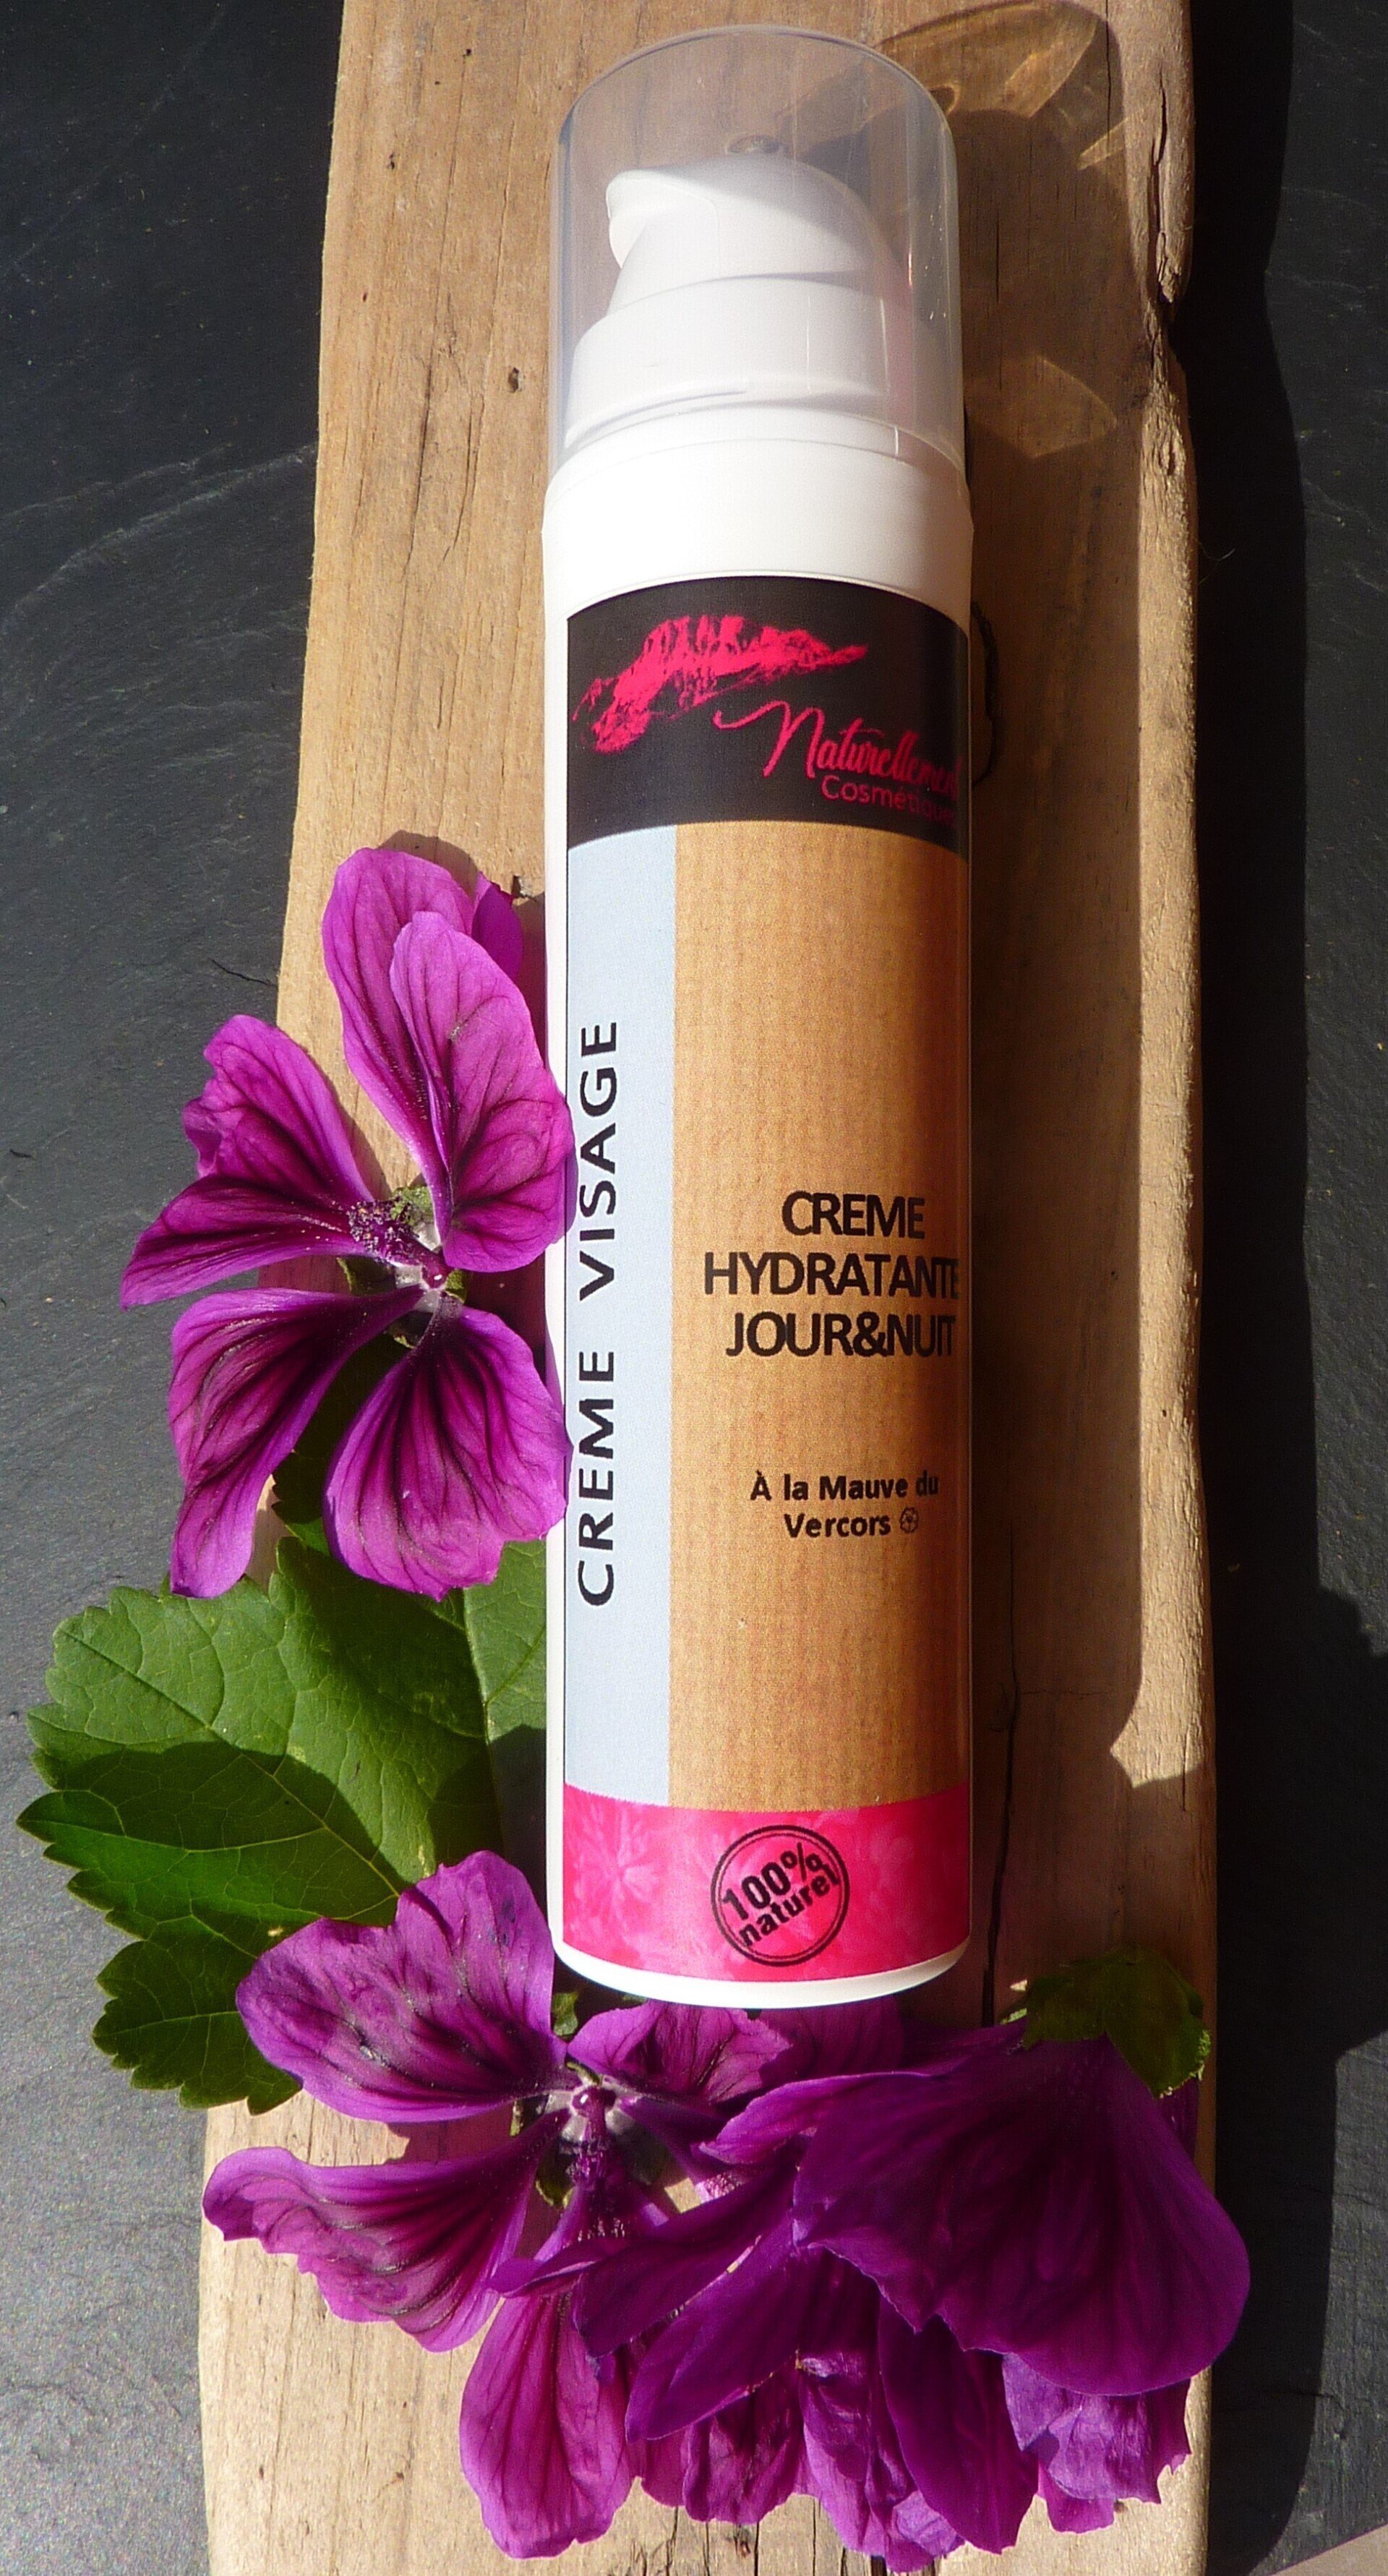 Naturellement
Cosmétiques
CREME VISAGE
CREME
HYDRATANTE
JOUR&NUIT
À la Mauve du
Vercors
100%
naturel